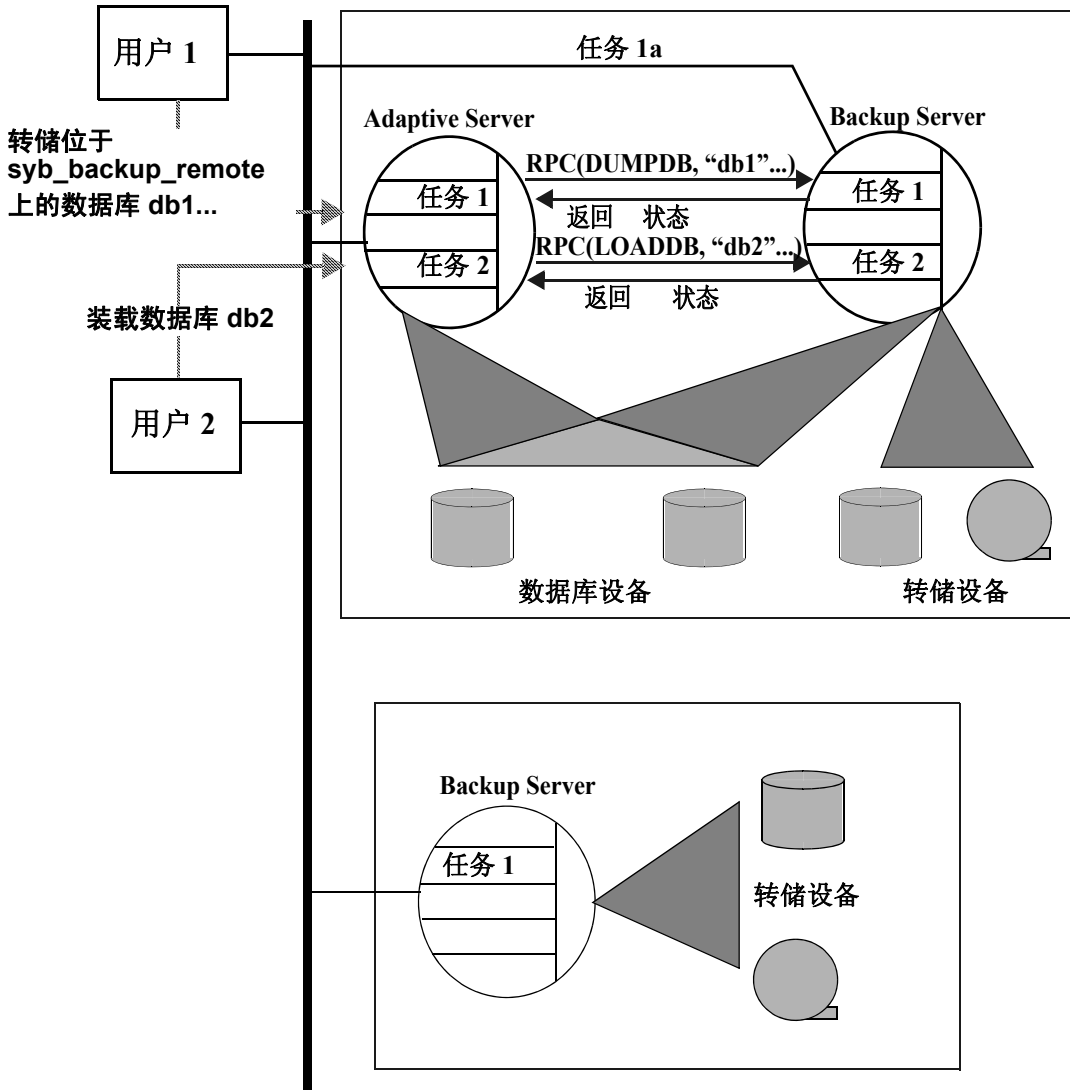 用户 1
任务 1a
转储位于
syb_backup_remote
上的数据库 db1...
Adaptive Server
Backup Server
RPC(DUMPDB, “db1”...)
任务 1
任务 1
返回 状态
RPC(LOADDB, “db2”...)
任务 2
任务 2
返回 状态
装载数据库 db2
用户 2
数据库设备
转储设备
Backup Server
任务 1
转储设备